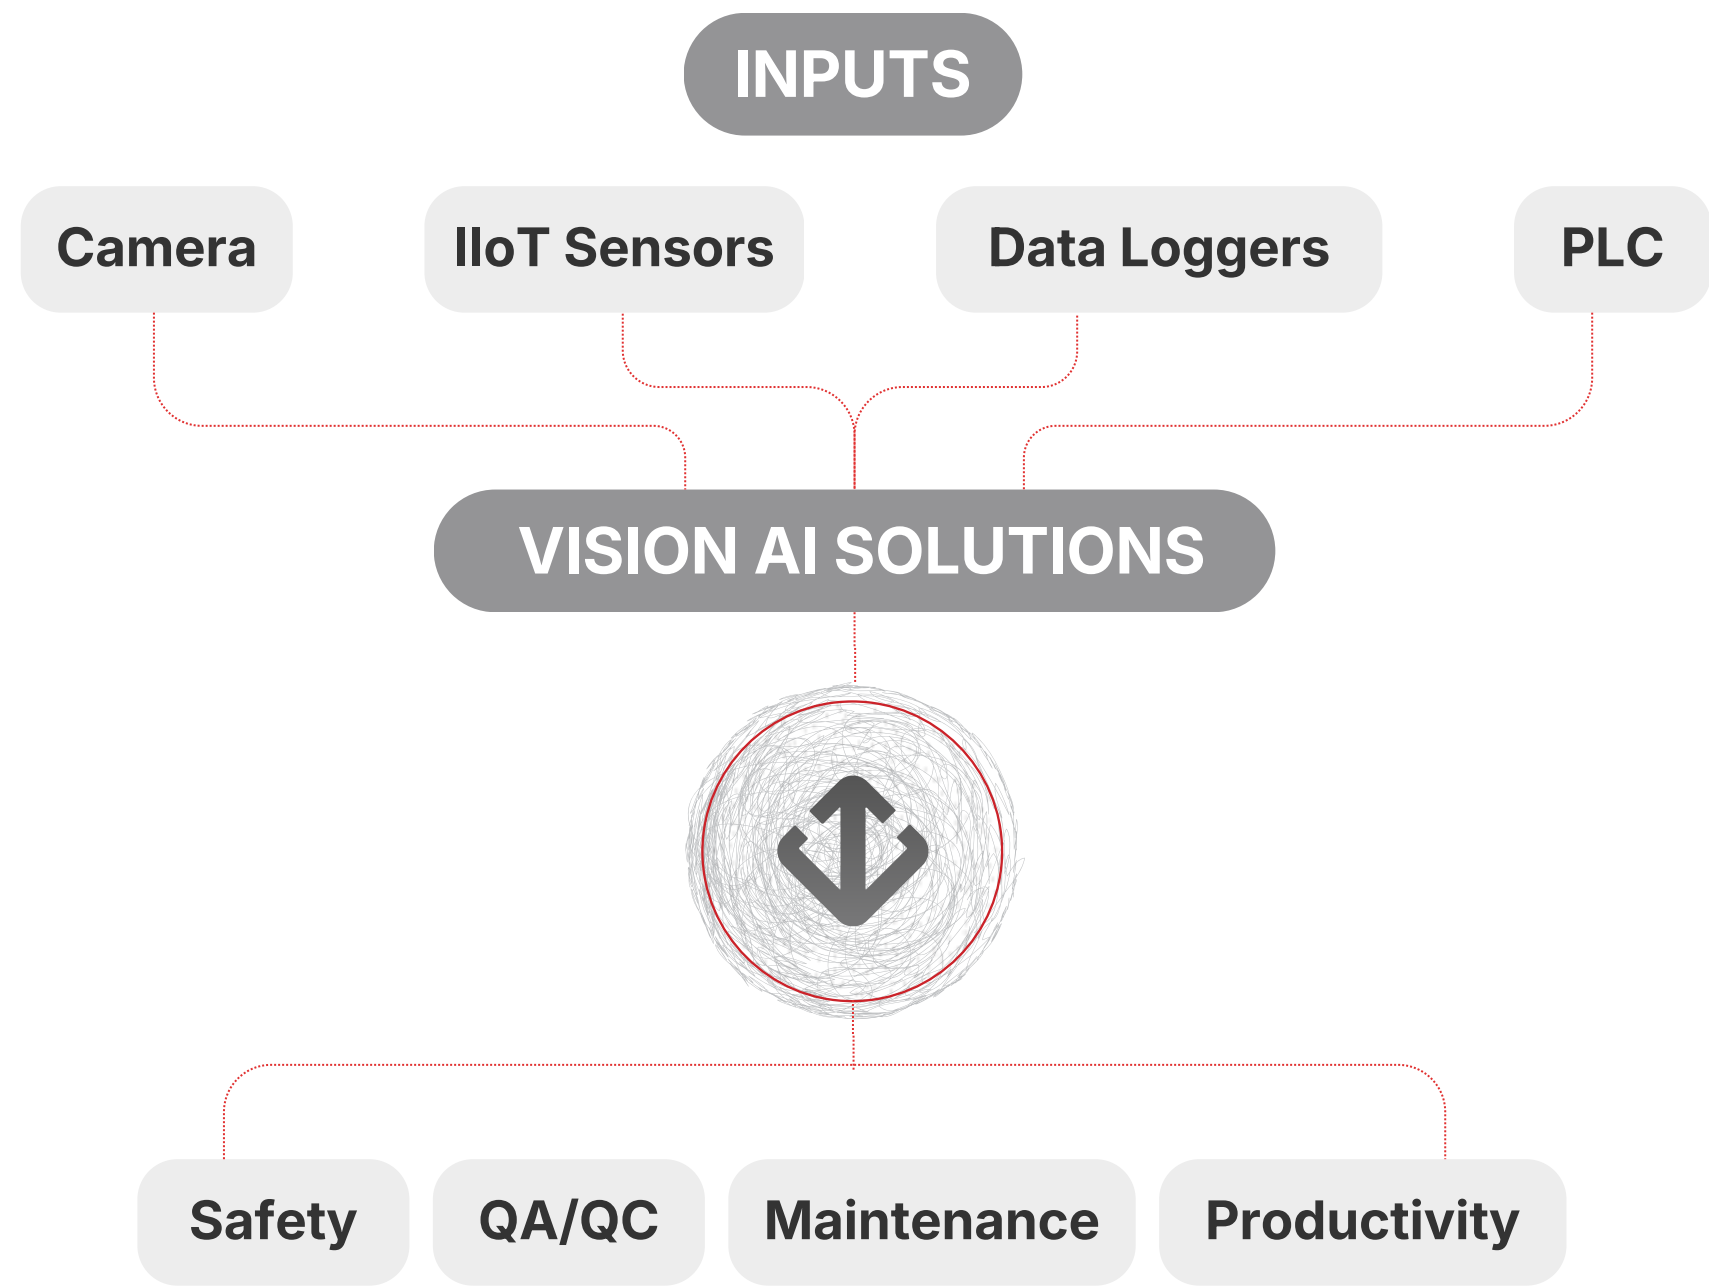 INPUTS
Camera
IIoT Sensors
Data Loggers
PLC
VISION AI SOLUTIONS
Safety
QA/QC
Maintenance
Productivity